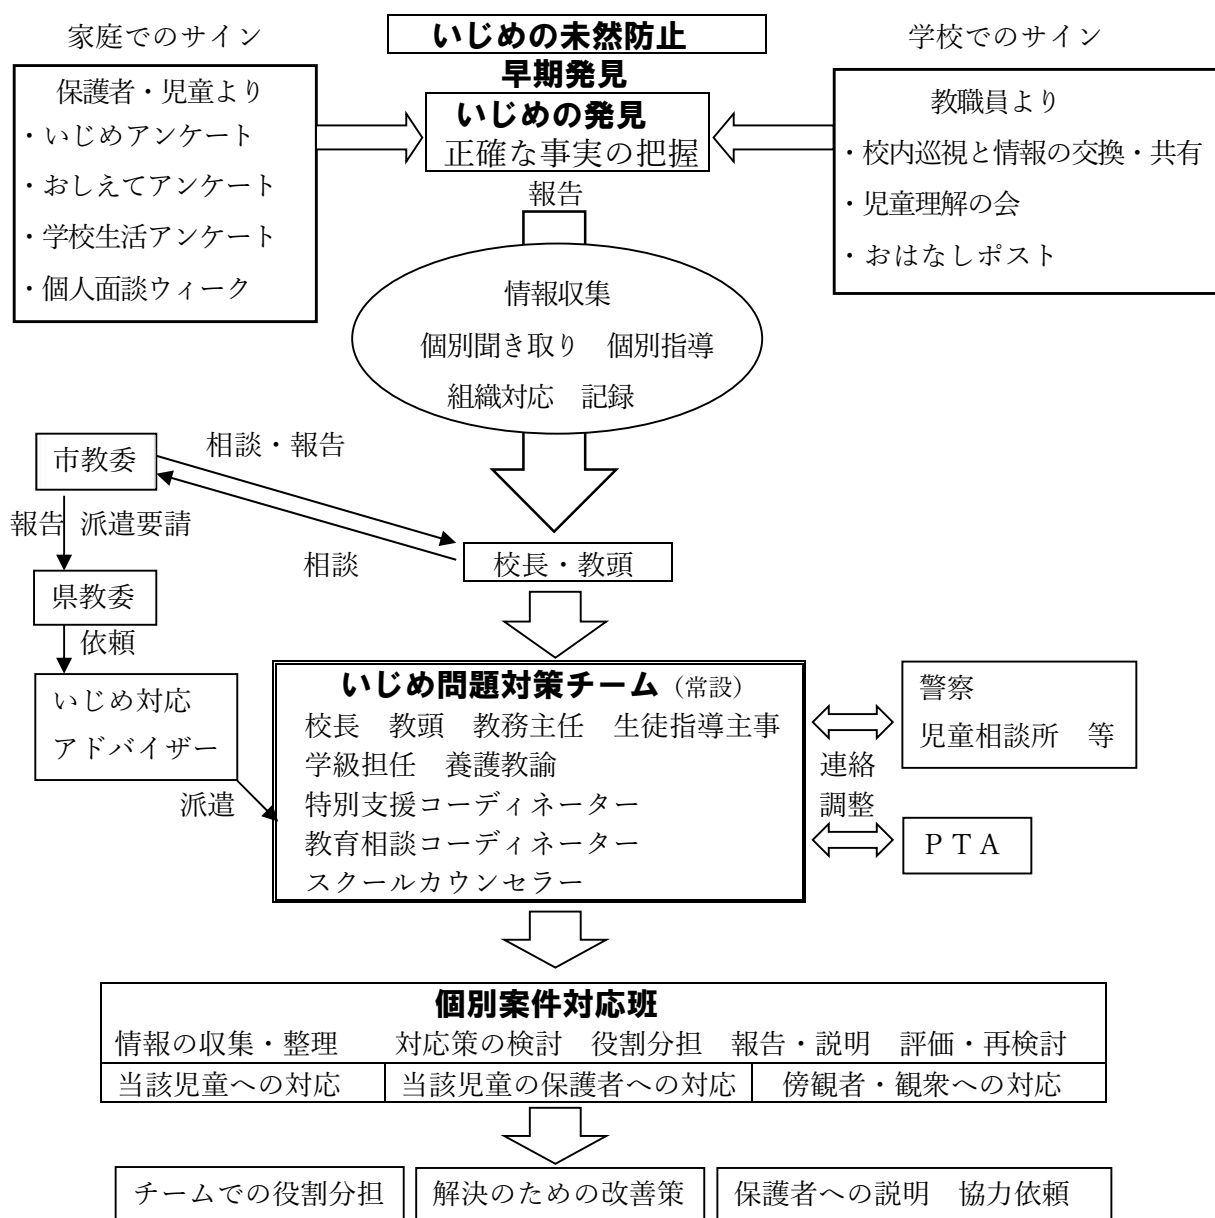 家庭でのサイン
保護者・児童より
・いじめアンケート
・おしえてアンケート
・学校生活アンケート
・個人面談ウィーク
いじめの未然防止
早期発見
いじめの発見
正確な事実の把握
学校でのサイン
教職員より
・校内巡視と情報の交換・共有
・児童理解の会
・おはなしポスト
報告
情報収集
個別聞き取り　個別指導
組織対応　記録
市教委
相談・報告
相談
報告　派遣要請
県教委
依頼
いじめ対応
アドバイザー
派遣
校長・教頭
いじめ問題対策チーム（常設）
校長　教頭　教務主任　生徒指導主事
学級担任　養護教諭
特別支援コーディネーター
教育相談コーディネーター
スクールカウンセラー
警察
児童相談所　等
連絡
調整
ＰＴＡ
個別案件対応班
情報の収集・整理　　対応策の検討　役割分担　報告・説明　評価・再検討
当該児童への対応　当該児童の保護者への対応　傍観者・観衆への対応
チームでの役割分担　解決のための改善策　保護者への説明　協力依頼